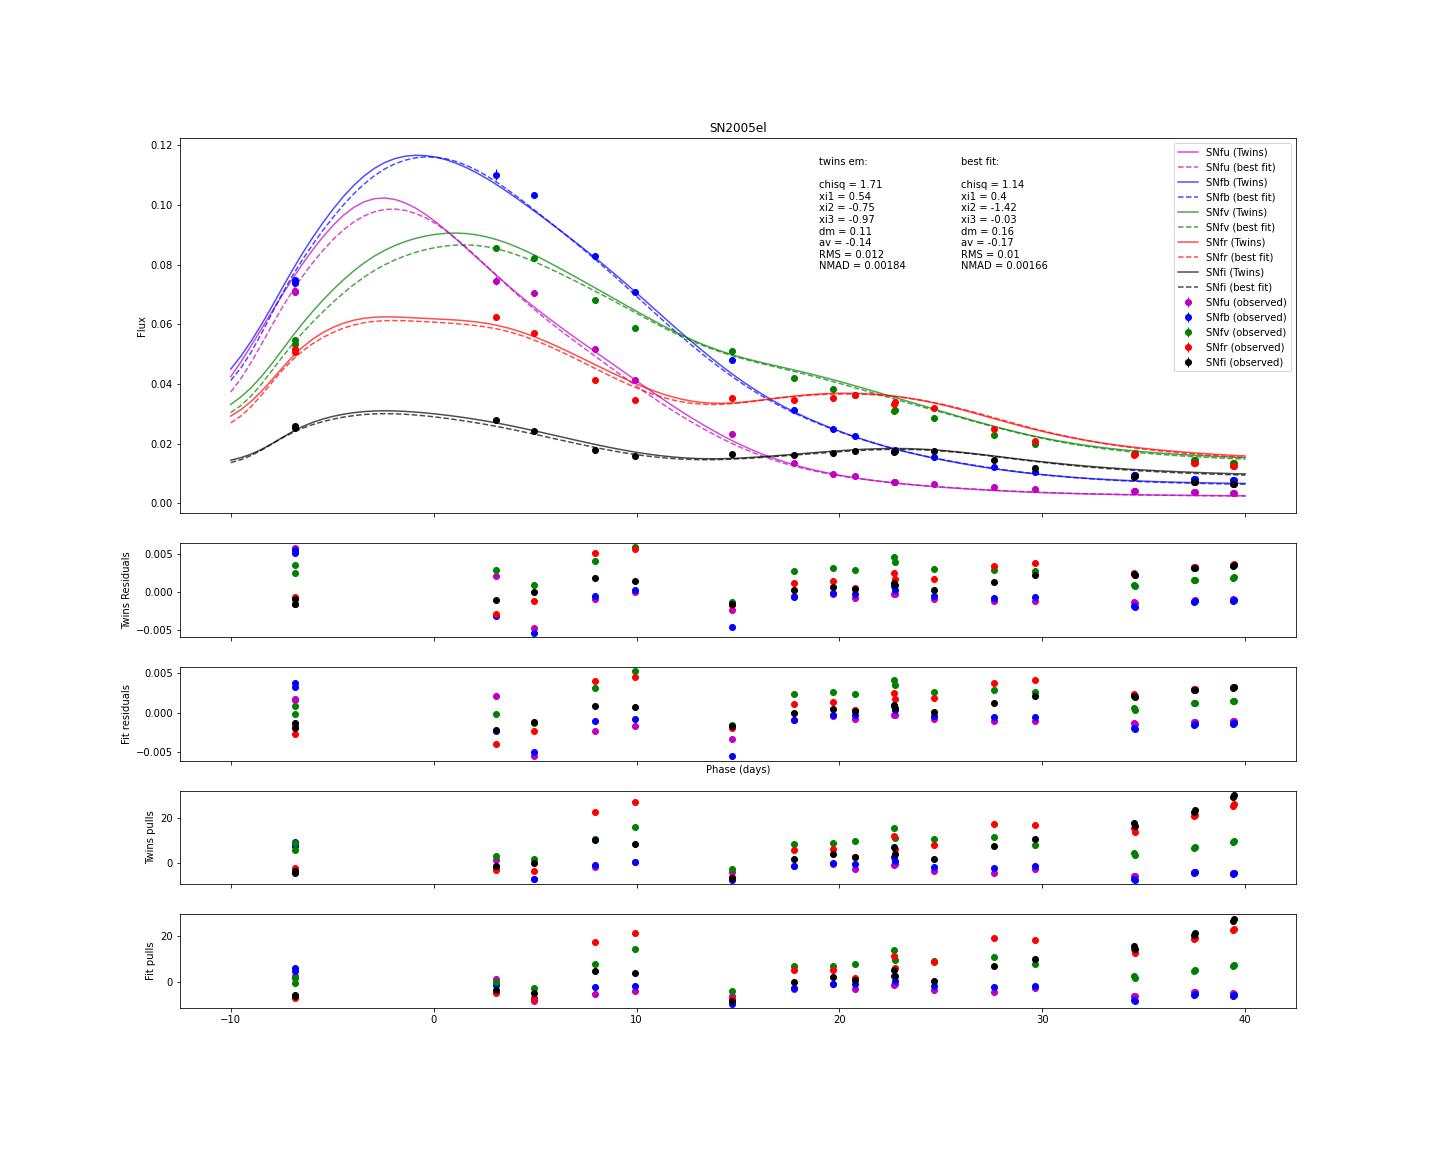 SN2005el
0.12
0.10
0.08
0.06
0.04
0.02
0.00
Flux
twins em:
chisq = 1.71
xi1 = 0.54
xi2 = -0.75
xi3 = -0.97
dm = 0.11
av = -0.14
RMS = 0.012
NMAD = 0.00184
best fit:
chisq = 1.14
xi1 = 0.4
xi2 = -1.42
xi3 = -0.03
dm = 0.16
av = -0.17
RMS = 0.01
NMAD = 0.00166
SNfu (Twins)
SNfu (best fit)
SNfb (Twins)
SNfb (best fit)
SNfv (Twins)
SNfv (best fit)
SNfr (Twins)
SNfr (best fit)
SNfi (Twins)
SNfi (best fit)
SNfu (observed)
SNfb (observed)
SNfv (observed)
SNfr (observed)
SNfi (observed)
0.005
0.000
−0.005
Twins Residuals
0.005
0.000
−0.005
Fit residuals
Phase (days)
20
0
Twins pulls
20
0
Fit pulls
−10
0
10
20
30
40